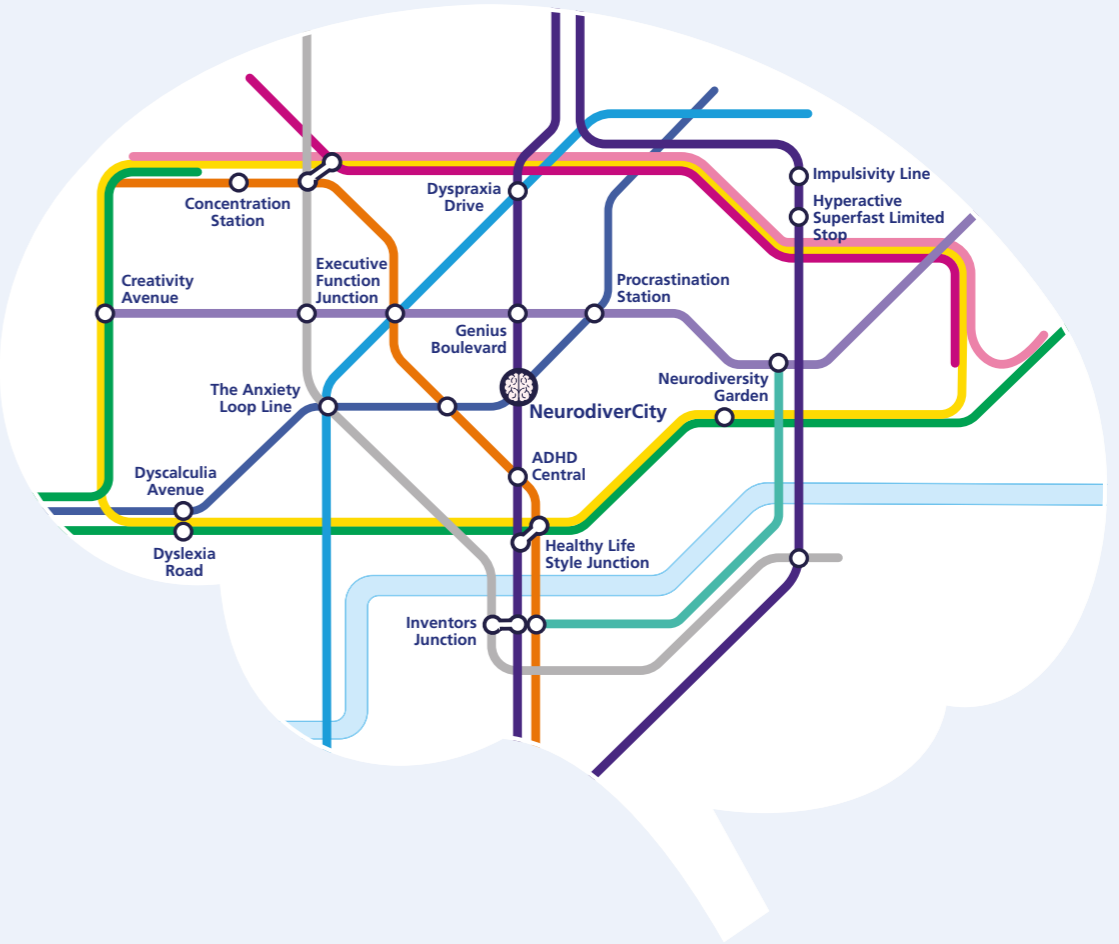 Impulsivity Line
Hyperactive
Superfast Limited
Stop
Dyspraxia
Drive
Concentration
Station
Creativity
Avenue
Executive
Function
Junction
Procrastination
Station
Genius
Boulevard
The Anxiety
Loop Line
NeurodiverCity
Neurodiversity
Garden
ADHD
Central
Dyscalculia
Avenue
Dyslexia
Road
Healthy Life
Style Junction
Inventors
Junction